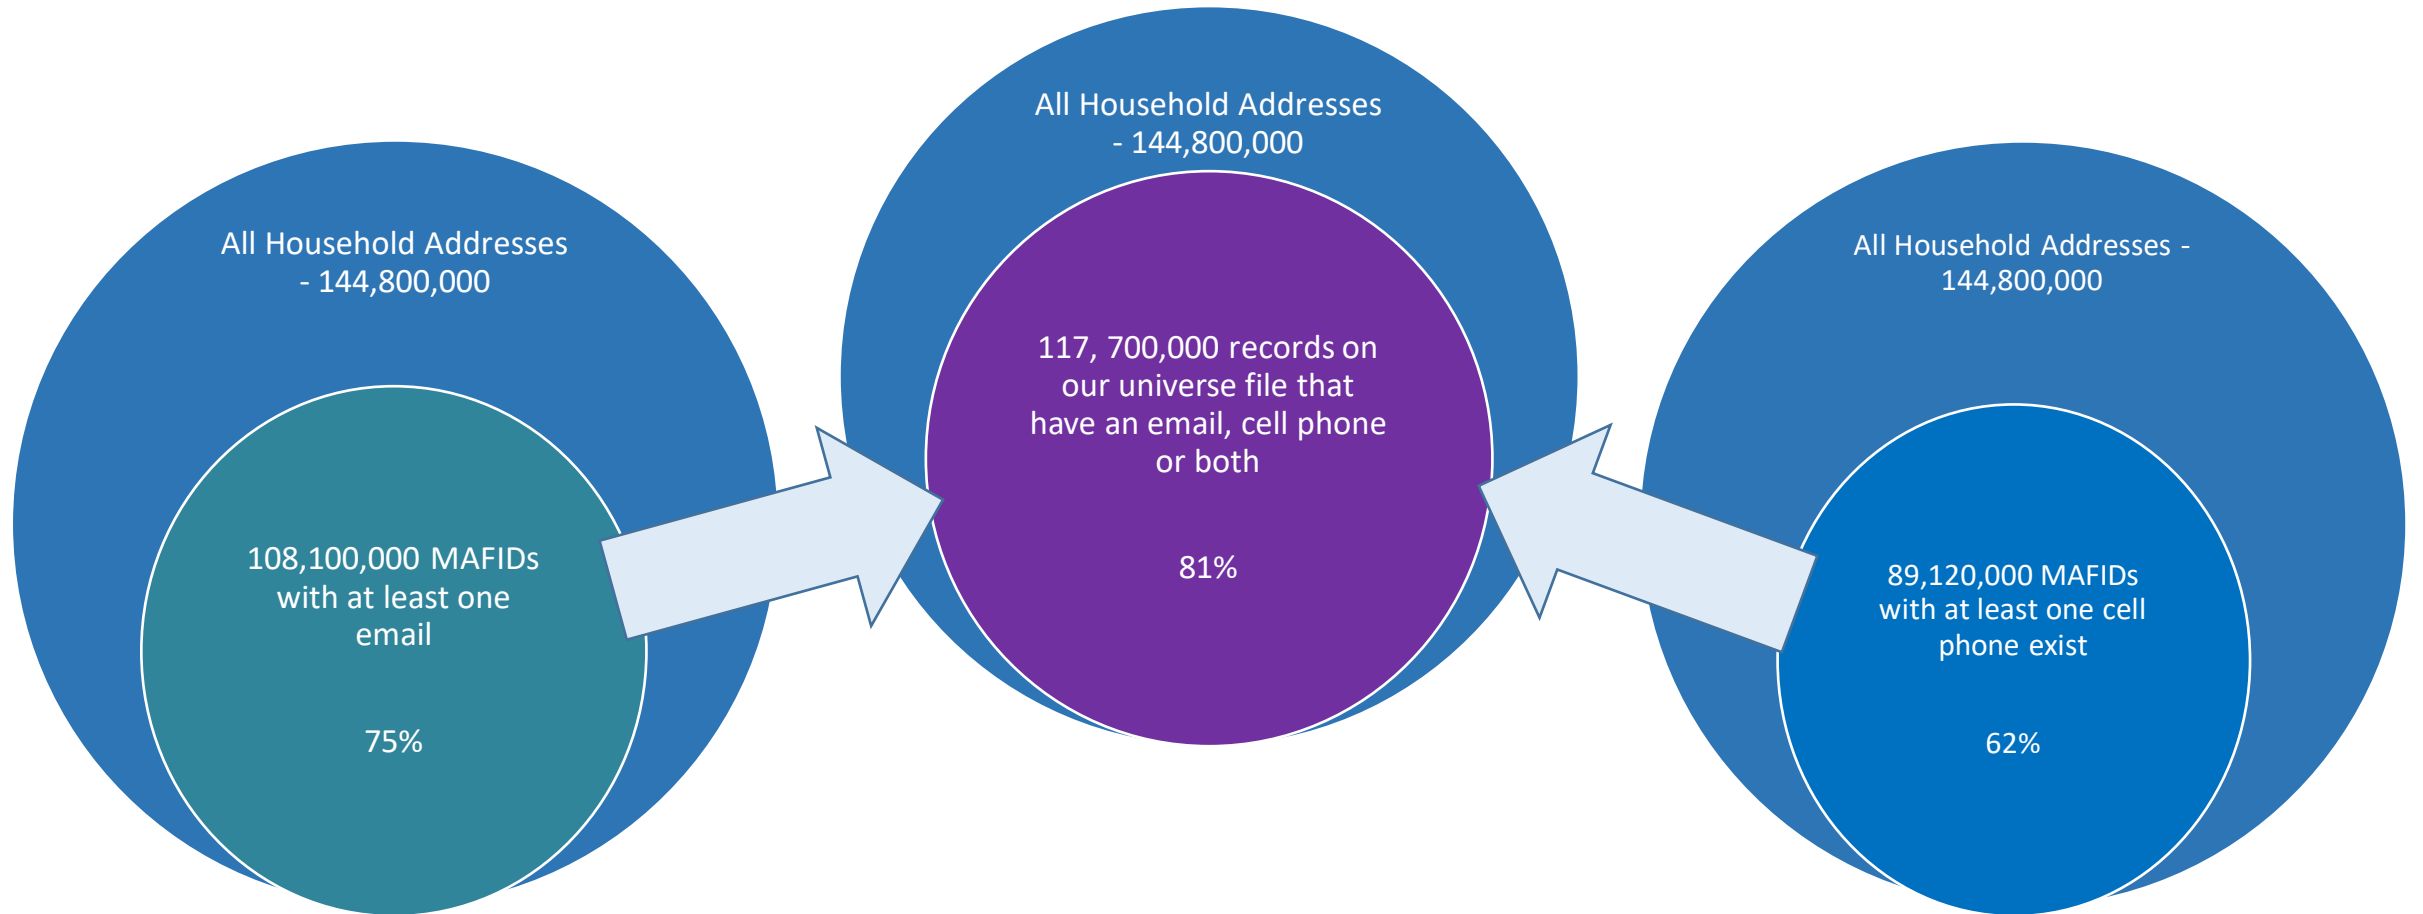 All Household Addresses
- 144,800,000
108,100,000 MAFIDs
with at least one
email
75%
All Household Addresses
- 144,800,000
117, 700,000 records on
our universe file that
have an email, cell phone
or both
81%
All Household Addresses -
144,800,000
89,120,000 MAFIDs
with at least one cell
phone exist
62%